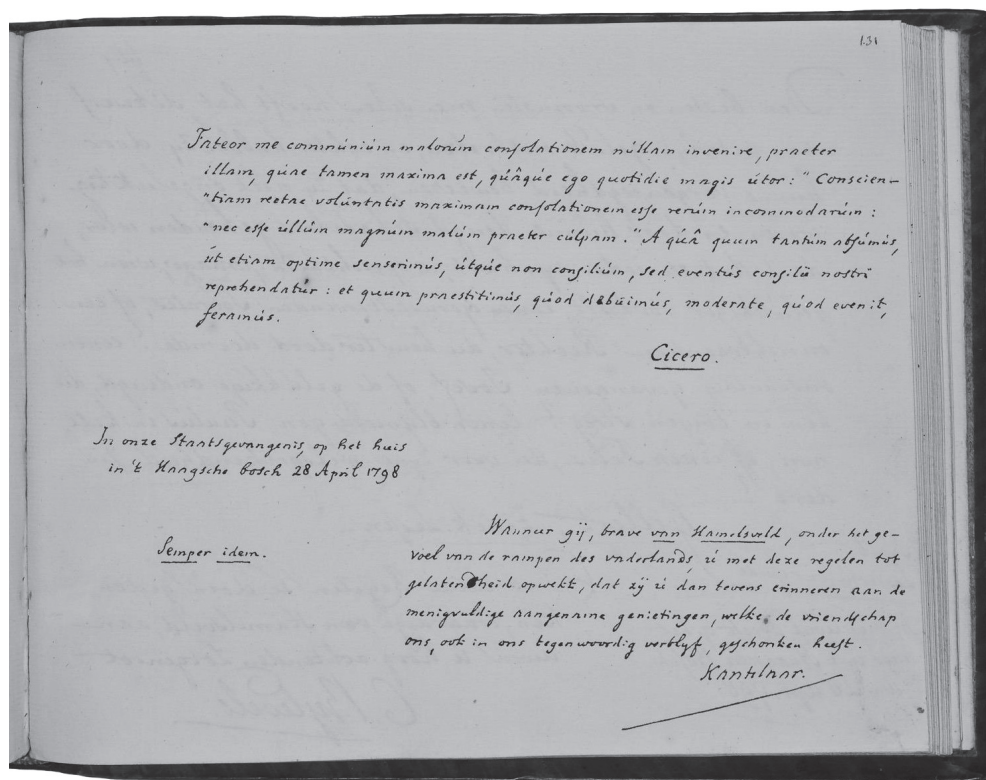 131
Fateor me communium malorum consolationem nullam invenire, praeter
illam, quae tamen maxima est, quâque ego quotidie magis utor: "Conscien-
"tiam rectae voluntatis maximam consolationem esse rerum incommodarum:
"nec esse ullum magnum malum praeter culpam." A quâ quum tantum absumus,
ut etiam optime senserimus, utque non consilium, sed eventus consilii nostri
reprehendatur: et quum praestitimus, quod debuimus, moderate, quod evenit,
feramus.
Cicero.
In onze Staatsgevangenis, op het huis
in 't Haagsche bosch 28 April 1798
Semper idem.
Wanneer gij, brave van Hamelsveld, onder het ge-
voel van de rampen des vaderlands, u met deze regelen tot
gelatenheid opwekt, dat zij u dan tevens erinneren aan de
menigvuldige aangename genietingen, welke de vriendschap
ons, ook in ons tegenwoordig verblyf, geschonken heeft.
Kantelaar.